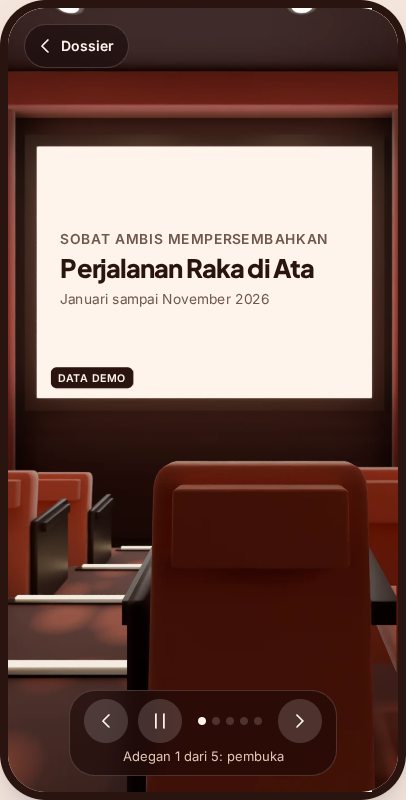 Dossier
SOBAT AMBIS MEMPERSEMBAHKAN
Perjalanan Raka di Ata
Januari sampai November 2026
DATA DEMO
Adegan 1 dari 5: pembuka